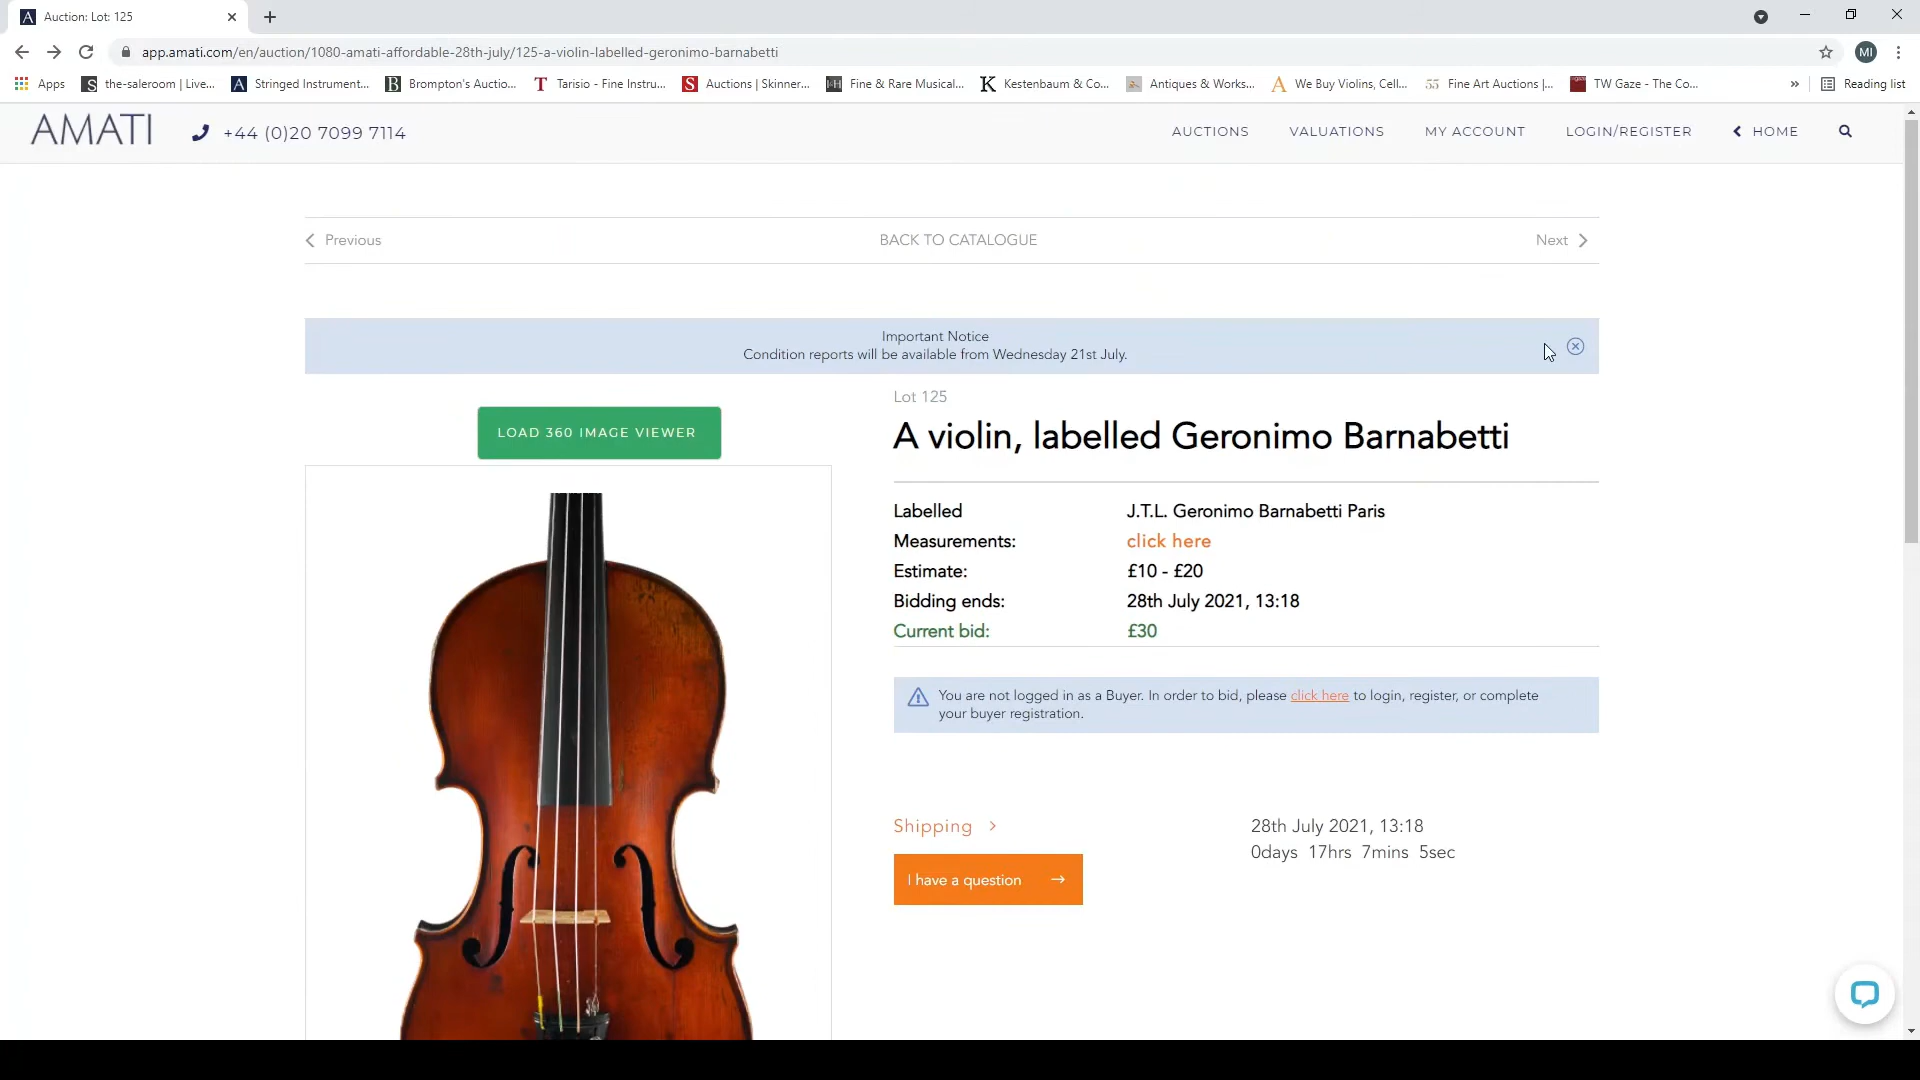 Auction: Lot: 125
app.amati.com/en/auction/1080-amati-affordable-28th-july/125-a-violin-labelled-geronimo-barnabetti
MI
Apps
the-saleroom | Live...
Stringed Instrument...
Brompton's Auctio...
Tarisio - Fine Instru...
Auctions | Skinner...
Fine & Rare Musical...
Kestenbaum & Co...
Antiques & Works...
We Buy Violins, Cell...
Fine Art Auctions |...
TW Gaze - The Co...
»
Reading list
AMATI
+44 (0)20 7099 7114
AUCTIONS
VALUATIONS
MY ACCOUNT
LOGIN/REGISTER
HOME
Previous
BACK TO CATALOGUE
Next
Important Notice
Condition reports will be available from Wednesday 21st July.
LOAD 360 IMAGE VIEWER
Lot 125
A violin, labelled Geronimo Barnabetti
Labelled J.T.L. Geronimo Barnabetti Paris
Measurements: click here
Estimate: £10 - £20
Bidding ends: 28th July 2021, 13:18
Current bid: £30
You are not logged in as a Buyer. In order to bid, please click here to login, register, or complete
your buyer registration.
Shipping
28th July 2021, 13:18
0days 17hrs 7mins 5sec
I have a question